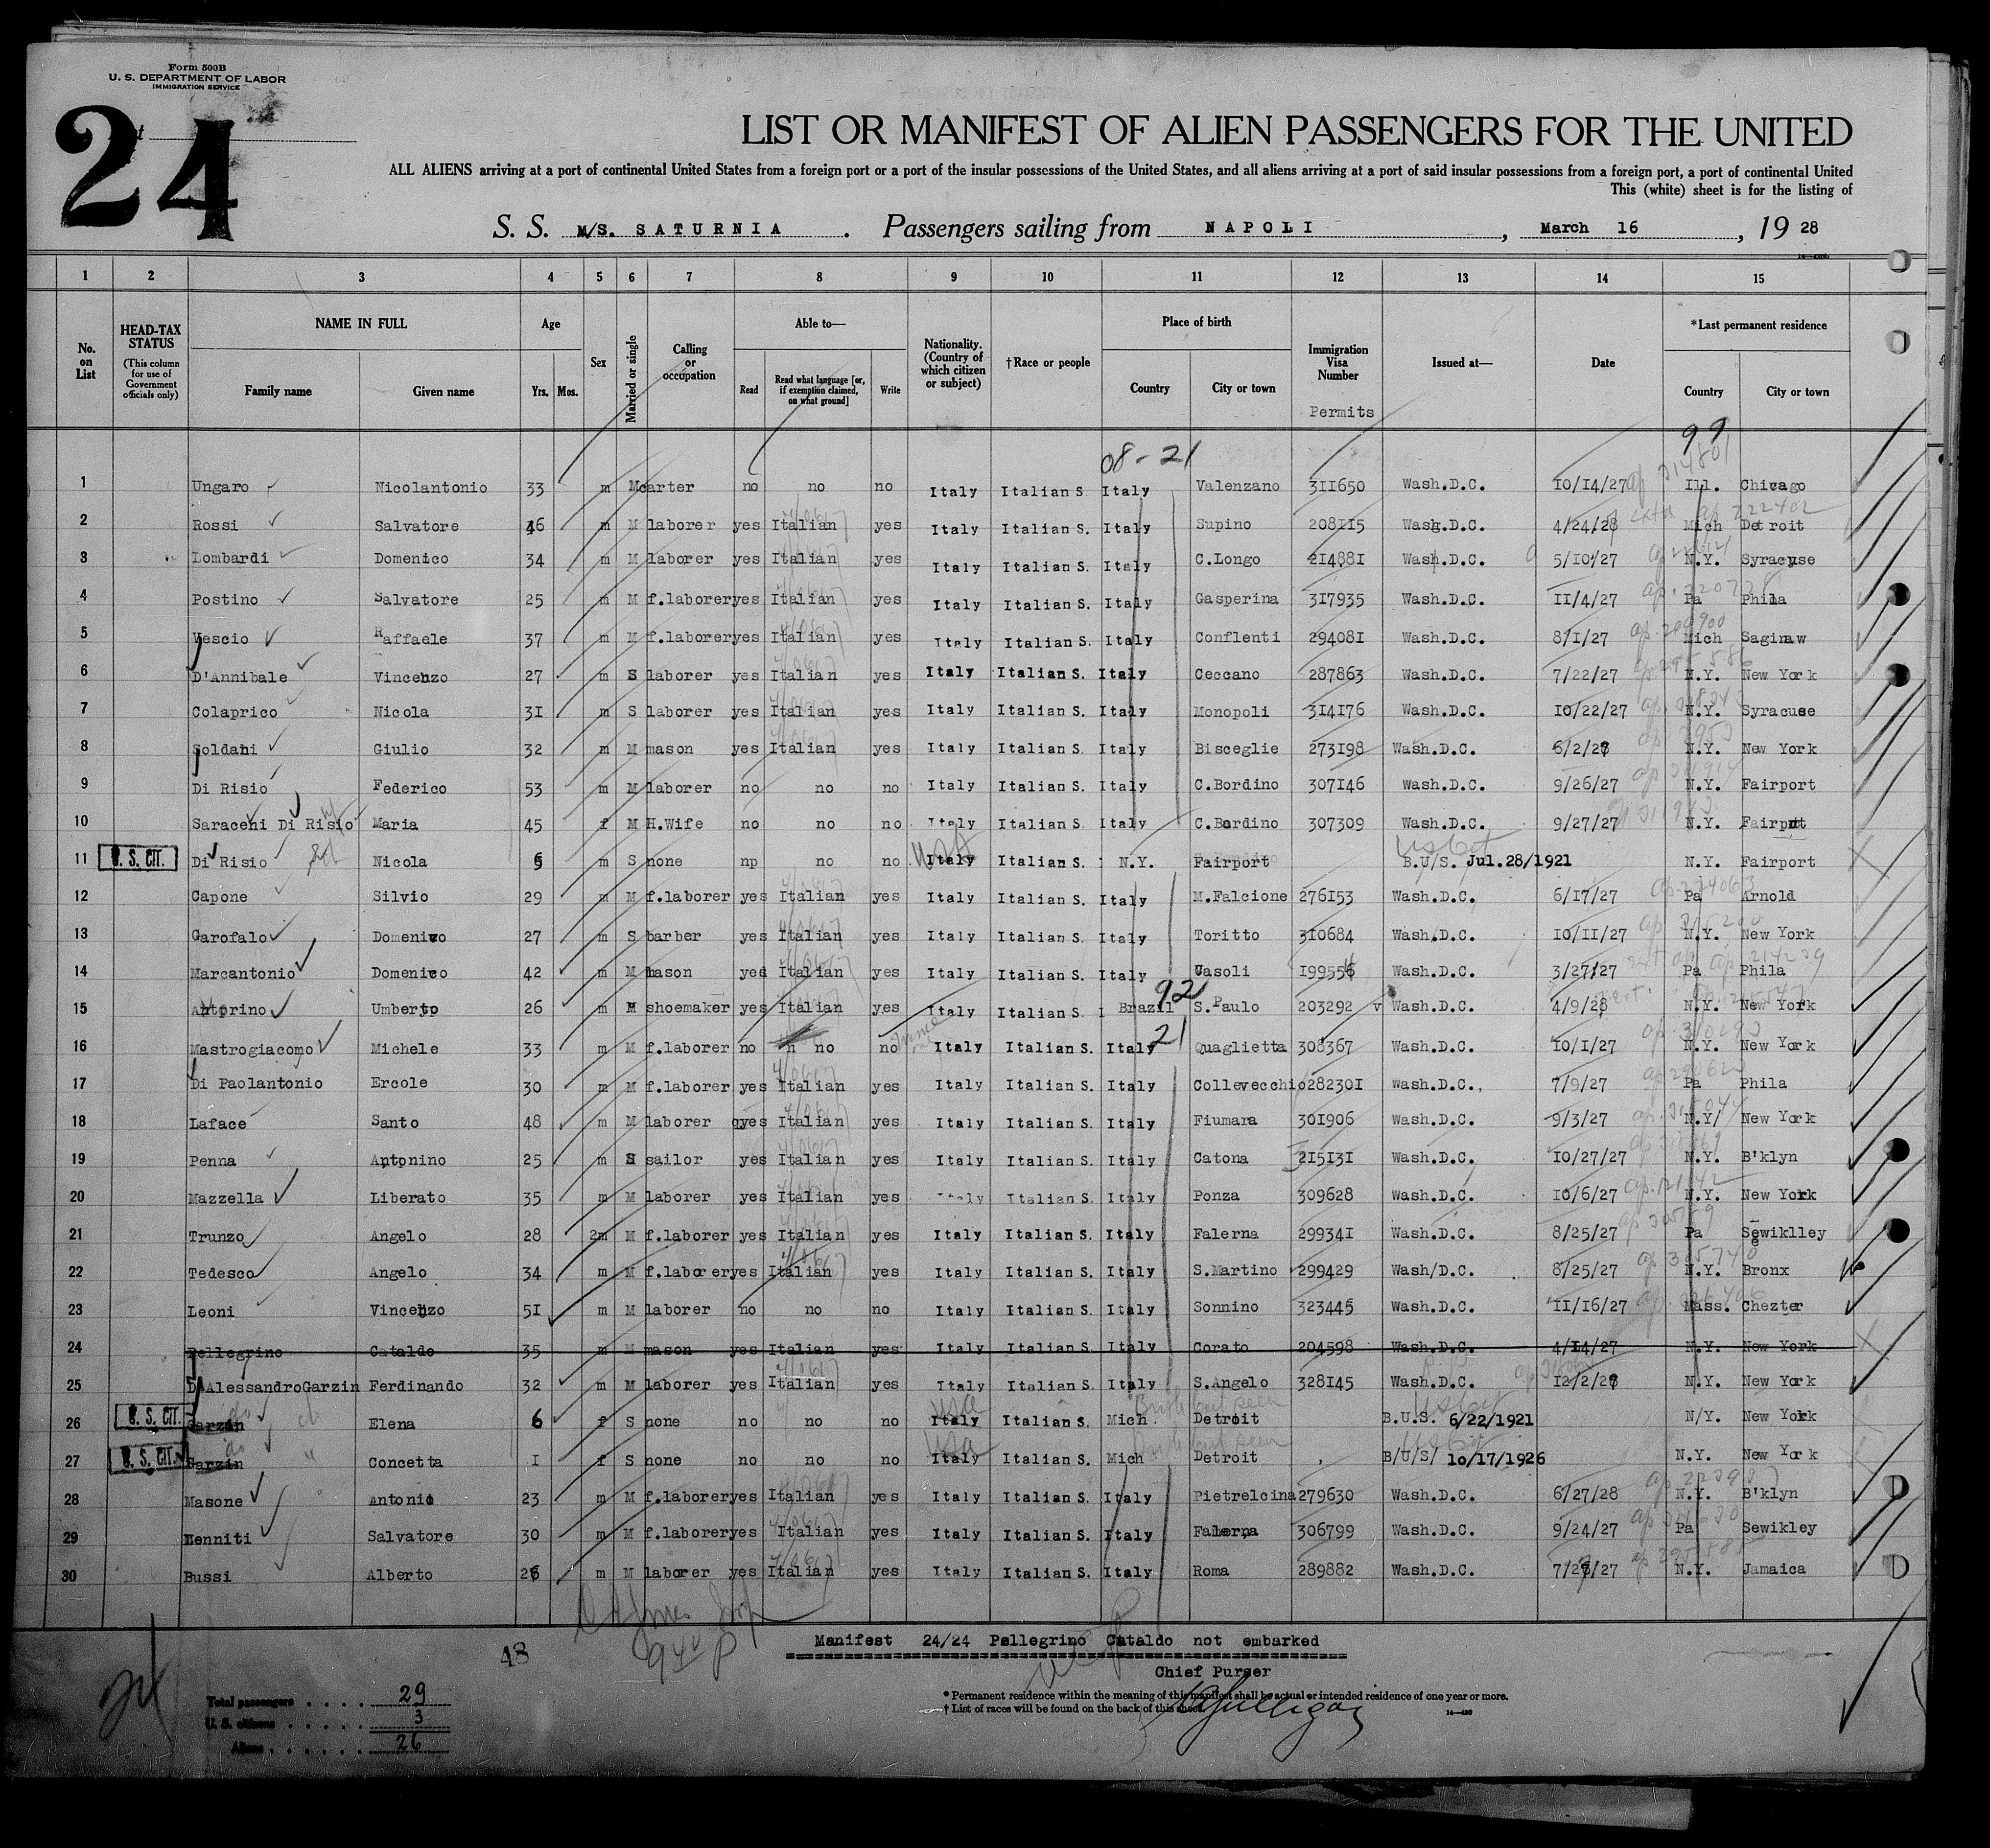 Form 500B
U. S. DEPARTMENT OF LABOR
IMMIGRATION SERVICE
24
LIST OR MANIFEST OF ALIEN PASSENGERS FOR THE UNITED
ALL ALIENS arriving at a port of continental United States from a foreign port or a port of the insular possessions of the United States, and all aliens arriving at a port of said insular possessions from a foreign port, a port of continental United
This (white) sheet is for the listing of
S. S. M/S. SATURNIA . Passengers sailing from NAPOLI , March 16 , 19 28
1 2 3 4 5 6 7 8 9 10 11 12 13 14 15
No. on List HEAD-TAX STATUS (This column for use of Government officials only) NAME IN FULL Family name Given name Age Yrs. Mos. Sex Married or single Calling or occupation Able to— Read Read what language [or, if exemption claimed, on what ground] Write Nationality. (Country of which citizen or subject) †Race or people Place of birth Country City or town Immigration Visa Number Permits Issued at— Date *Last permanent residence Country City or town
99
08-21
1 Ungaro Nicolantonio 33 m M carter no no no Italy Italian S. Italy Valenzano 311650 Wash.D.C. 10/14/27 Ill. Chicago
2 Rossi Salvatore 46 m M laborer yes Italian yes Italy Italian S. Italy Supino 208115 Wash.D.C. 4/24/28 Mich Detroit
3 Lombardi Domenico 34 m M laborer yes Italian yes Italy Italian S. Italy C.Longo 214881 Wash.D.C. 5/10/27 N.Y. Syracuse
4 Postino Salvatore 25 m M f.laborer yes Italian yes Italy Italian S. Italy Gasperina 317935 Wash.D.C. 11/4/27 Pa Phila
5 Vescio Raffaele 37 m M f.laborer yes Italian yes Italy Italian S. Italy Conflenti 294081 Wash.D.C. 8/1/27 Mich Saginaw
6 D'Annibale Vincenzo 27 m S laborer yes Italian yes Italy Italian S. Italy Ceccano 287863 Wash.D.C. 7/22/27 N.Y. New York
7 Colaprico Nicola 31 m S laborer yes Italian yes Italy Italian S. Italy Monopoli 314176 Wash.D.C. 10/22/27 N.Y. Syracuse
8 Soldani Giulio 32 m M mason yes Italian yes Italy Italian S. Italy Bisceglie 273198 Wash.D.C. 6/2/27 N.Y. New York
9 Di Risio Federico 53 m M laborer no no no Italy Italian S. Italy C.Bordino 307146 Wash.D.C. 9/26/27 N.Y. Fairport
10 Saraceni Di Risio Maria 45 f M H.Wife no no no Italy Italian S. Italy C.Bordino 307309 Wash.D.C. 9/27/27 N.Y. Fairport
11 U. S. CIT. Di Risio Nicola 6 m S none np no no USA Italy Italian S. N.Y. Fairport B.U/S. Jul.28/1921 N.Y. Fairport
12 Capone Silvio 29 m M f.laborer yes Italian yes Italy Italian S. Italy M.Falcione 276153 Wash.D.C. 6/17/27 Pa Arnold
13 Garofalo Domenico 27 m S barber yes Italian yes Italy Italian S. Italy Toritto 310684 Wash.D.C. 10/11/27 N.Y. New York
14 Marcantonio Domenico 42 m M mason yes Italian yes Italy Italian S. Italy Casoli 199554 Wash.D.C. 3/27/27 Pa Phila
15 Antorino Umberto 26 m M shoemaker yes Italian yes Italy Italian S. Brazil 92 S.Paulo 203292 v Wash.D.C. 4/9/28 N.Y. New York
16 Mastrogiacomo Michele 33 m M f.laborer no no no Italy Italian S. Italy 21 Quaglietta 308367 Wash.D.C. 10/1/27 N.Y. New York
17 Di Paolantonio Ercole 30 m M f.laborer yes Italian yes Italy Italian S. Italy Collevecchio 282301 Wash.D.C., 7/9/27 Pa Phila
18 Laface Santo 48 m M laborer yes Italian yes Italy Italian S. Italy Fiumara 301906 Wash.D.C. 9/3/27 N.Y/ New York
19 Penna Antonino 25 m S sailor yes Italian yes Italy Italian S. Italy Catona 315131 Wash.D.C. 10/27/27 N.Y. B'klyn
20 Mazzella Liberato 35 m M laborer yes Italian yes Italy Italian S. Italy Ponza 309628 Wash.D.C. 10/6/27 N.Y. New York
21 Trunzo Angelo 28 m M f.laborer yes Italian yes Italy Italian S. Italy Falerna 299341 Wash.D.C. 8/25/27 Pa Sewiklley
22 Tedesco Angelo 34 m M f.laborer yes Italian yes Italy Italian S. Italy S.Martino 299429 Wash/D.C. 8/25/27 N.Y. Bronx
23 Leoni Vincenzo 51 m M laborer no no no Italy Italian S. Italy Sonnino 323445 Wash.D.C. 11/16/27 Mass. Chezter
24 Pellegrino Cataldo 35 m M mason yes Italian yes Italy Italian S. Italy Corato 204598 Wash.D.C. 4/14/27 N.Y. New York
25 D'AlessandroGarzin Ferdinando 32 m M laborer yes Italian yes Italy Italian S. Italy S.Angelo 328145 Wash.D.C. 12/2/27 N.Y. New York
26 U. S. CIT. Garzin do Elena 6 f S none no no no USA Italy Italian S. Mich Detroit B.U.S. 6/22/1921 N/Y. New York
27 U. S. CIT. Garzin do Concetta 1 f S none no no no USA Italy Italian S. Mich Detroit B/U/S/ 10/17/1926 N.Y. New York
28 Masone Antonio 23 m M f.laborer yes Italian yes Italy Italian S. Italy Pietrelcina 279630 Wash.D.C. 6/27/28 N.Y. B'klyn
29 Menniti Salvatore 30 m M f.laborer yes Italian yes Italy Italian S. Italy Falerna 306799 Wash.D.C. 9/24/27 Pa Sewikley
30 Bussi Alberto 26 m M laborer yes Italian yes Italy Italian S. Italy Roma 289882 Wash.D.C. 7/28/27 N.Y. Jamaica
Manifest 24/24 Pellegrino Cataldo not embarked
Chief Purser
Total passengers . . . . 29
U. S. citizens . . . . . 3
Aliens . . . . . . 26
* Permanent residence within the meaning of this manifest shall be actual or intended residence of one year or more.
† List of races will be found on the back of this sheet.